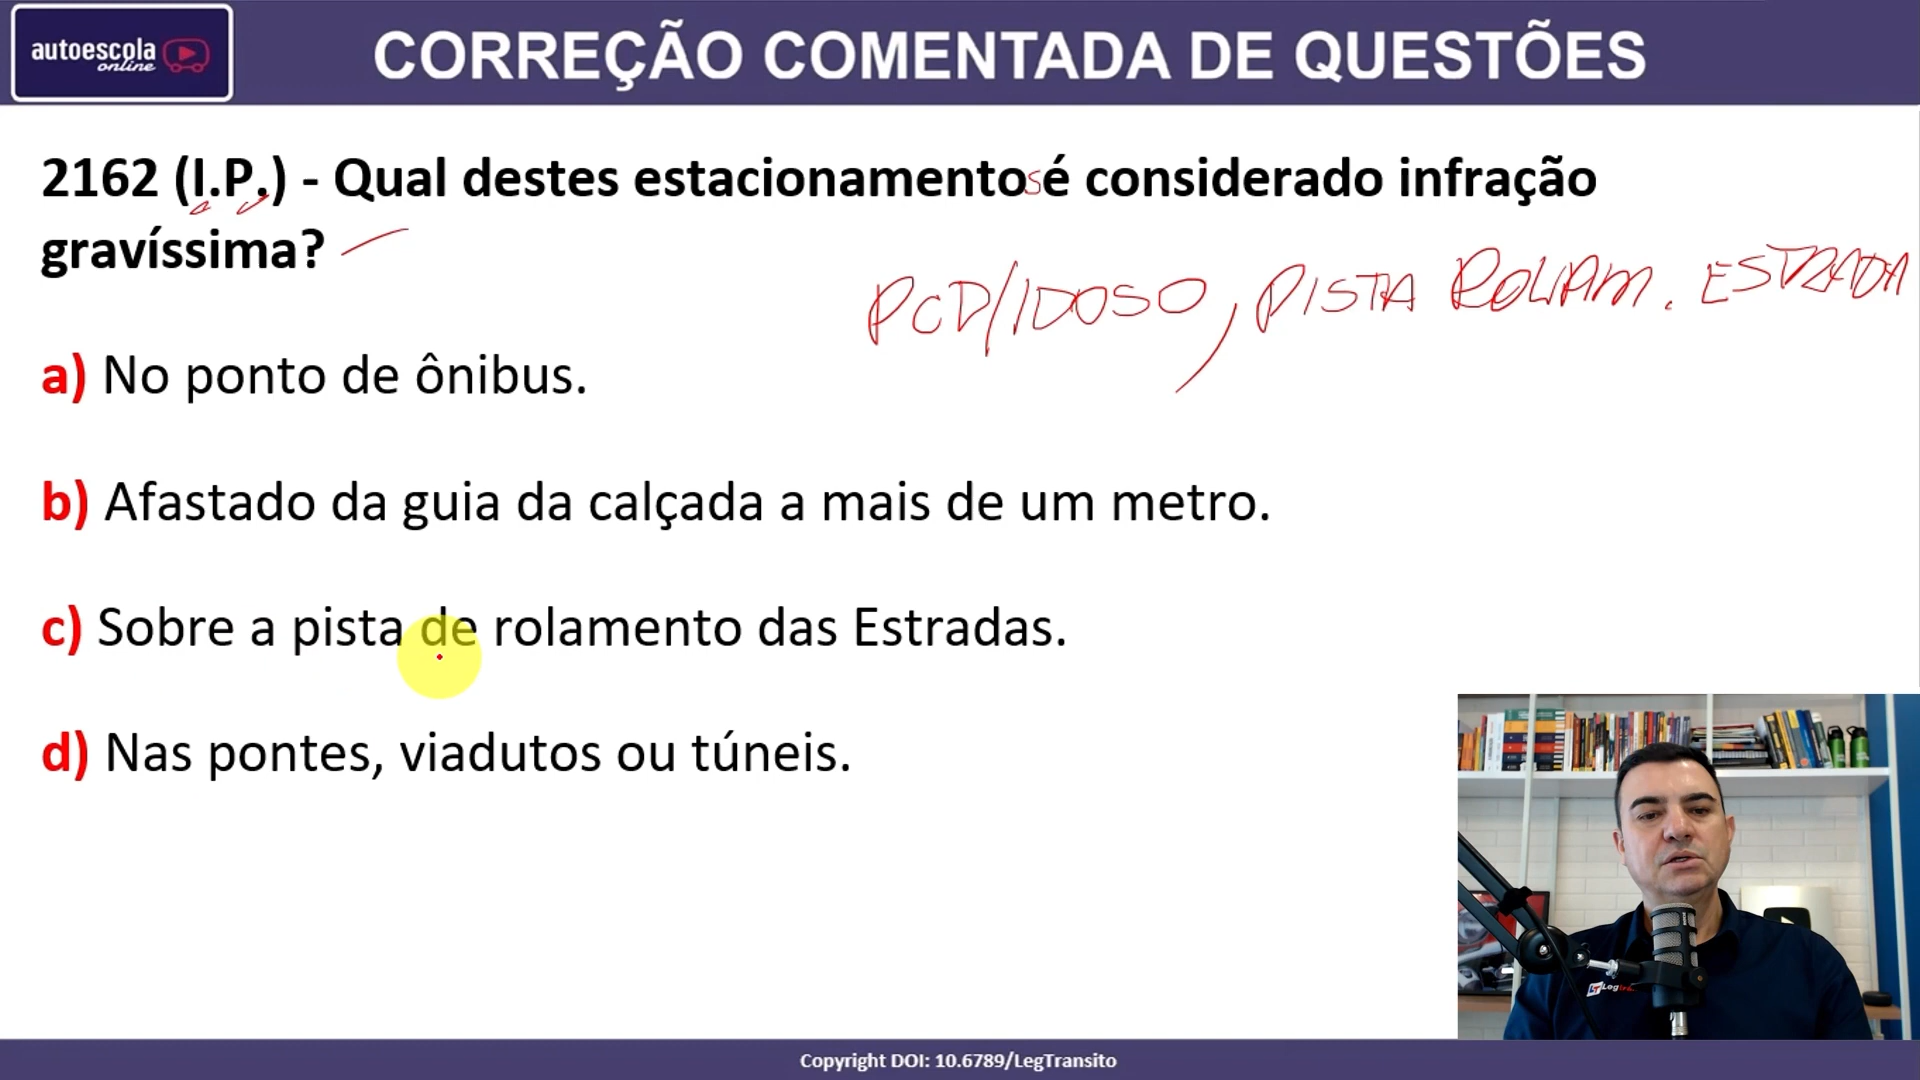 autoescola
online
CORREÇÃO COMENTADA DE QUESTÕES
2162 (I.P.) - Qual destes estacionamentos é considerado infração
gravíssima?
PCD/IDOSO, PISTA ROLAM. ESTRADA
a) No ponto de ônibus.
b) Afastado da guia da calçada a mais de um metro.
c) Sobre a pista de rolamento das Estradas.
d) Nas pontes, viadutos ou túneis.
Copyright DOI: 10.6789/LegTransito